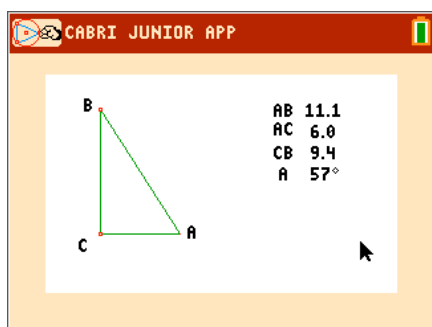 CABRI JUNIOR APP
B
AB 11.1
AC 6.0
CB 9.4
A 57°
A
C